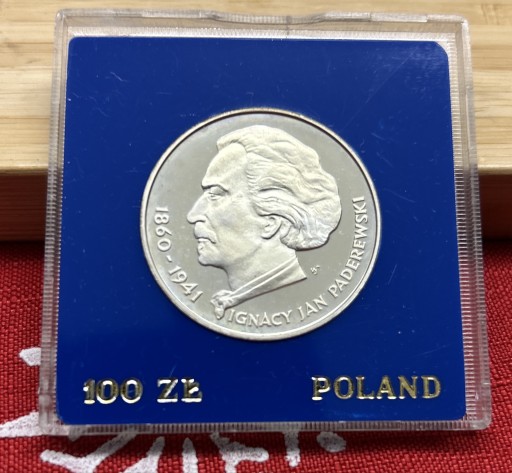 1860-1941
IGNACY JAN PADEREWSKI
100 ZŁ
POLAND